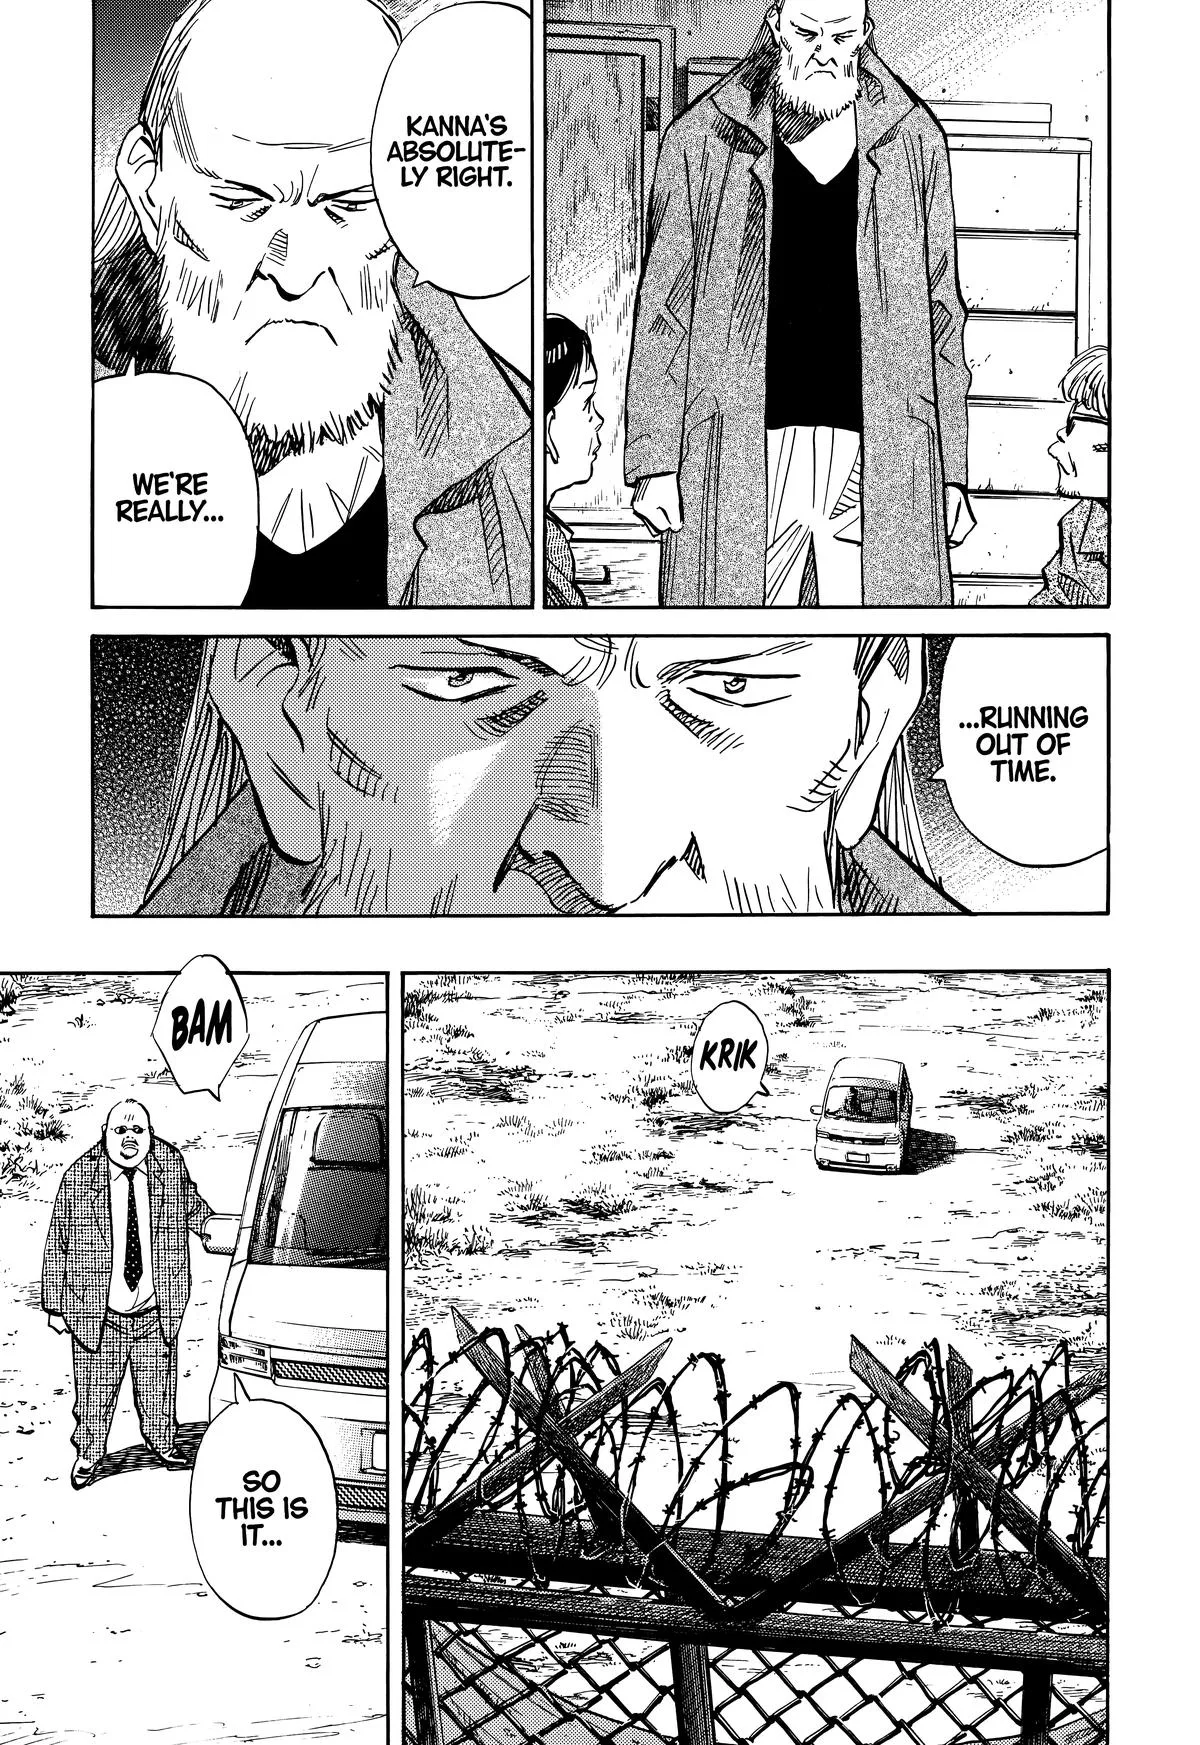 KANNA'S
ABSOLUTE-
LY RIGHT.
WE'RE
REALLY...
...RUNNING
OUT OF
TIME.
KRIK
BAM
SO
THIS IS
IT...